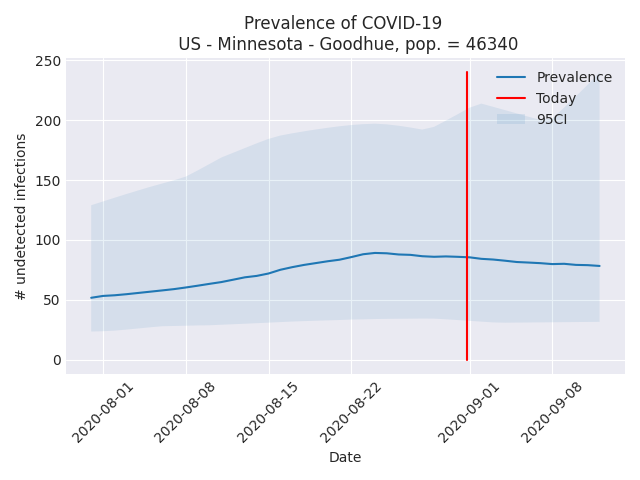 Prevalence of COVID-19
US - Minnesota - Goodhue, pop. = 46340
250
200
150
100
50
0
# undetected infections
Prevalence
Today
95CI
2020-08-01
2020-08-08
2020-08-15
2020-08-22
2020-09-01
2020-09-08
Date